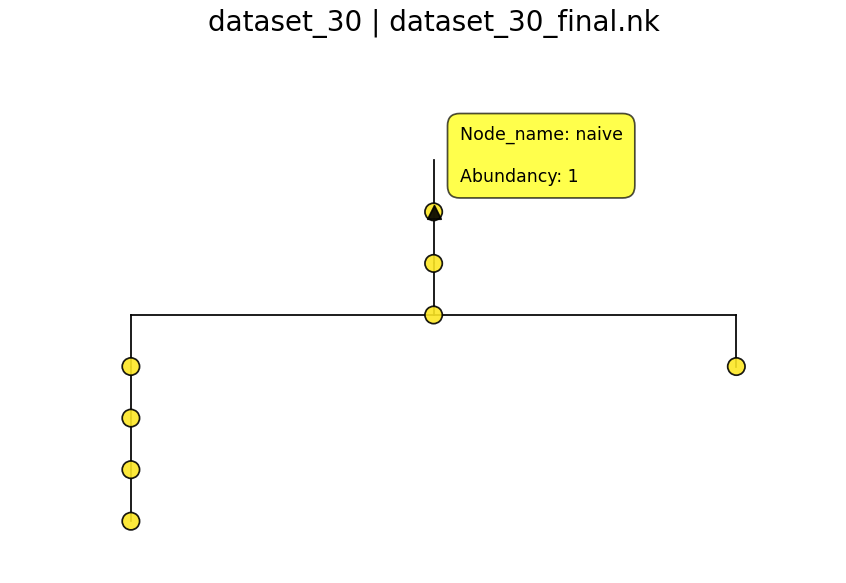 dataset_30 | dataset_30_final.nk
Node_name: naive
Abundancy: 1